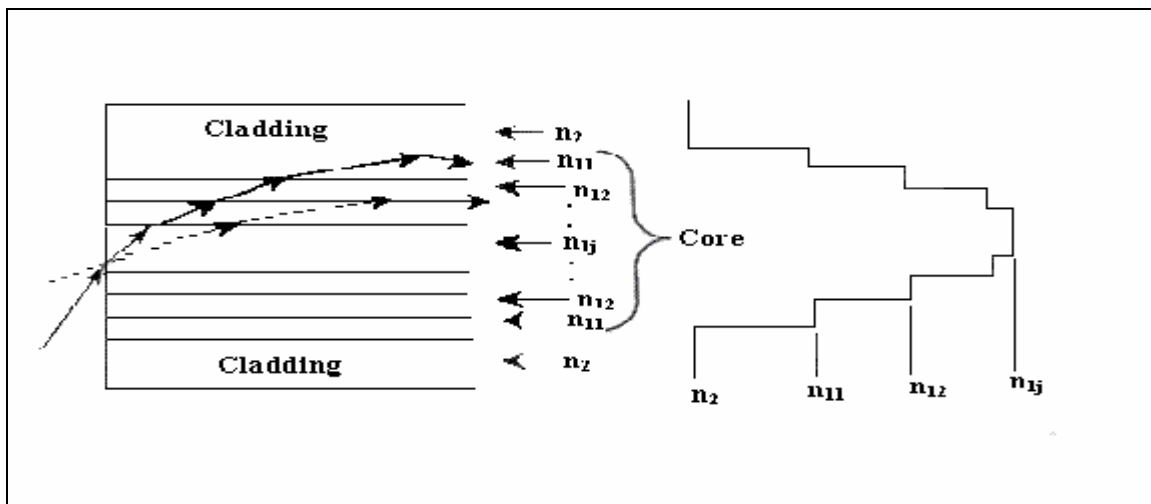 Cladding
n₂
n₁₁
n₁₂
n₁ⱼ
Core
n₁₂
n₁₁
Cladding
n₂
n₂
n₁₁
n₁₂
n₁ⱼ